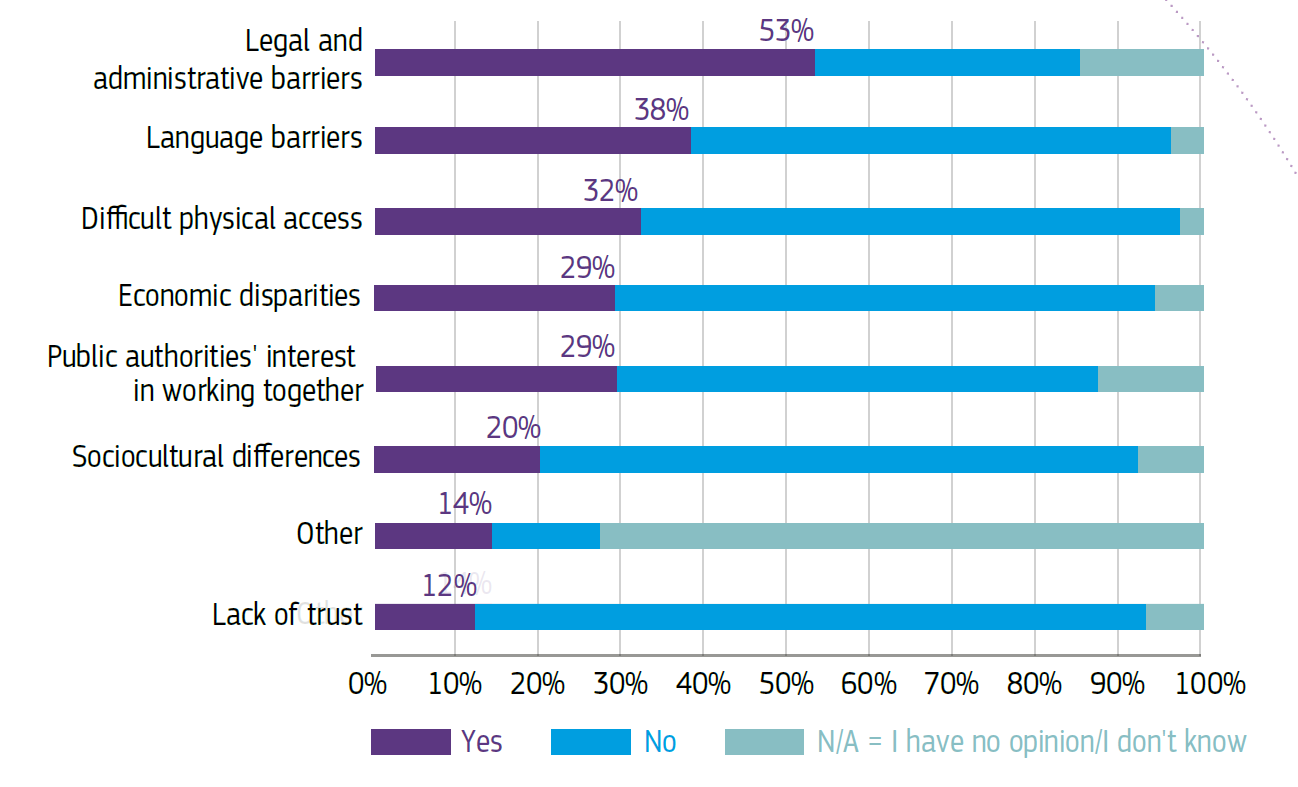 53%
Legal and
administrative barriers
38%
Language barriers
32%
Difficult physical access
29%
Economic disparities
29%
Public authorities' interest
in working together
20%
Sociocultural differences
14%
Other
12%
Lack of trust
0% 10% 20% 30% 40% 50% 60% 70% 80% 90% 100%
Yes No N/A = I have no opinion/I don't know